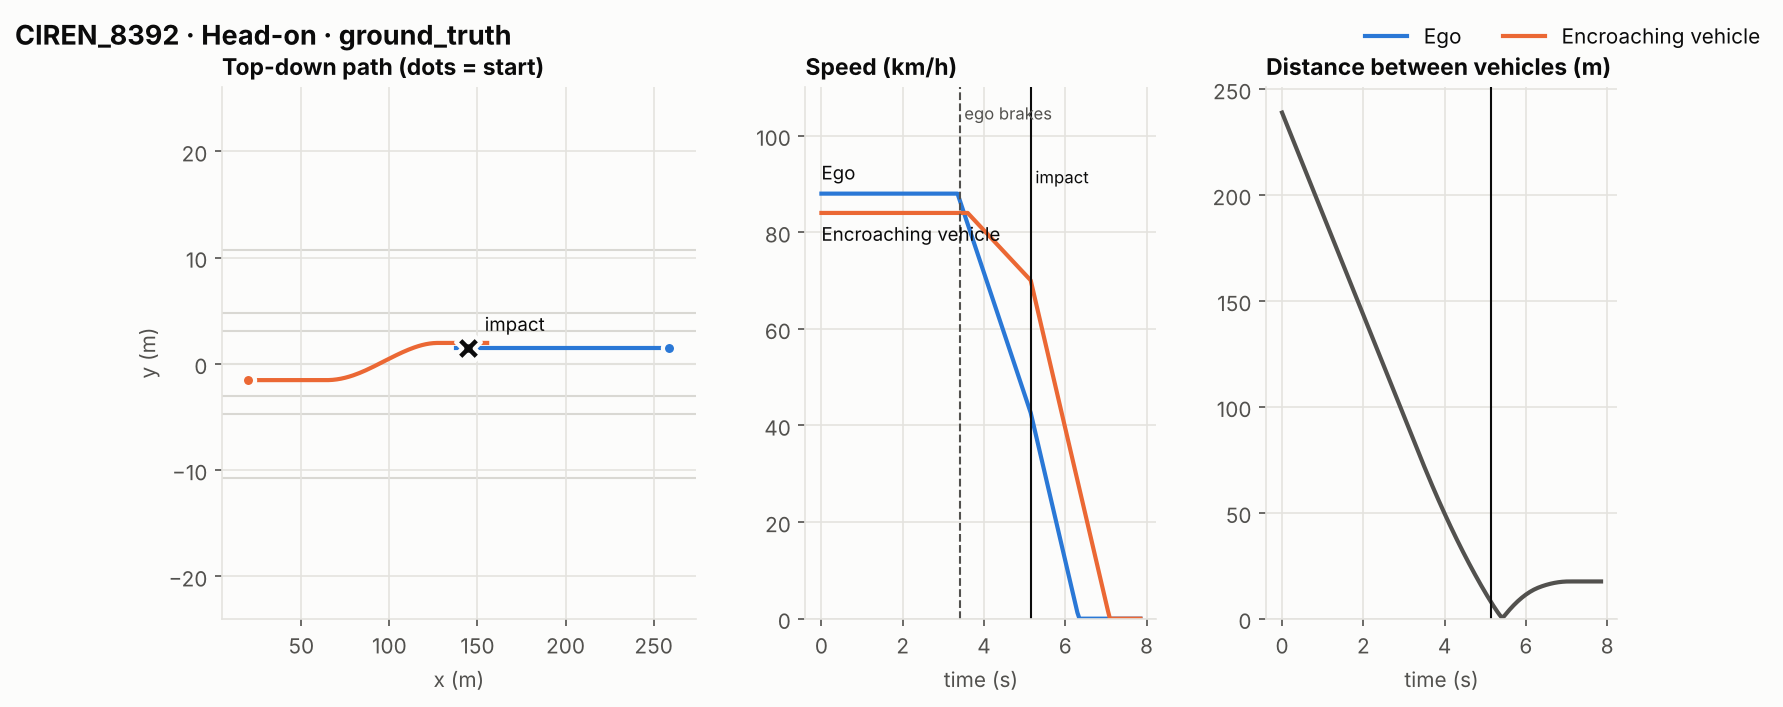 CIREN_8392 · Head-on · ground_truth
Ego
Encroaching vehicle
Top-down path (dots = start)
20
10
0
−10
−20
y (m)
impact
50
100
150
200
250
x (m)
Speed (km/h)
100
80
60
40
20
0
ego brakes
impact
Ego
Encroaching vehicle
0
2
4
6
8
time (s)
Distance between vehicles (m)
250
200
150
100
50
0
0
2
4
6
8
time (s)